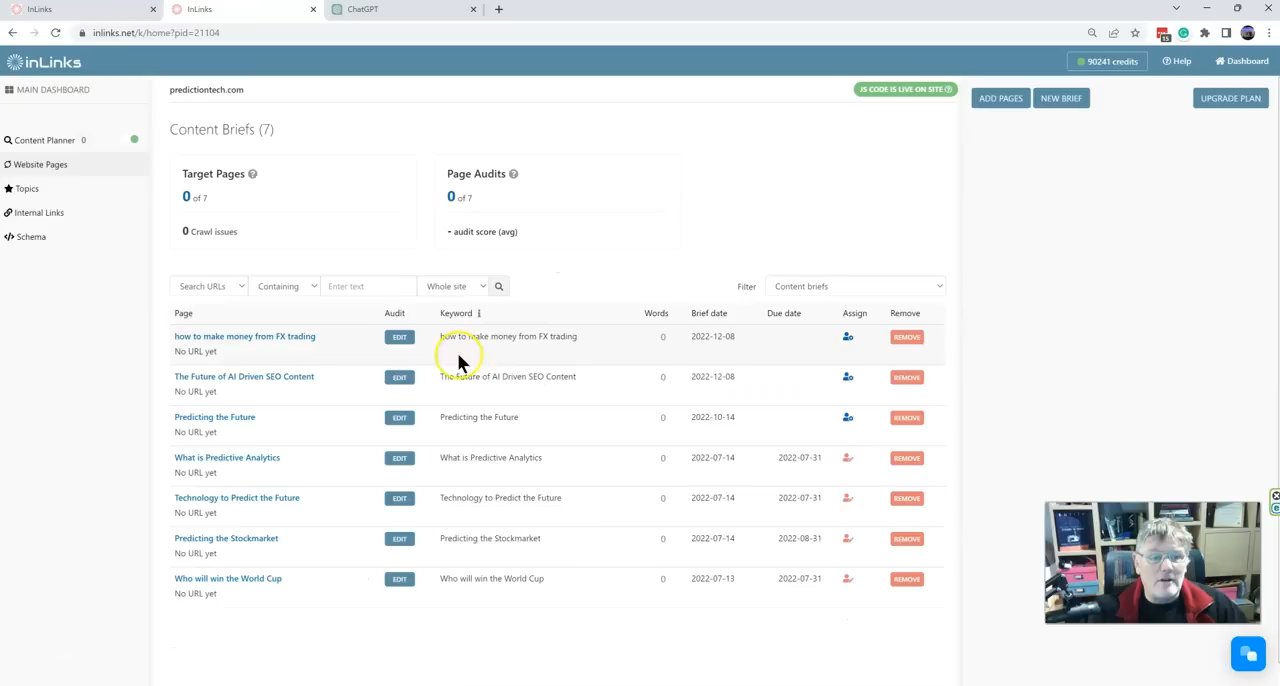 InLinks
InLinks
ChatGPT
inlinks.net/k/home?pid=21104
15
inLinks
90241 credits
Help
Dashboard
MAIN DASHBOARD
predictiontech.com
JS CODE IS LIVE ON SITE
ADD PAGES
NEW BRIEF
UPGRADE PLAN
Content Briefs (7)
Content Planner 0
Website Pages
Topics
Internal Links
Schema
Target Pages
0 of 7
0 Crawl issues
Page Audits
0 of 7
- audit score (avg)
Search URLs
Containing
Enter text
Whole site
Filter
Content briefs
Page Audit Keyword Words Brief date Due date Assign Remove
how to make money from FX trading EDIT how to make money from FX trading 0 2022-12-08 REMOVE
No URL yet
The Future of AI Driven SEO Content EDIT The Future of AI Driven SEO Content 0 2022-12-08 REMOVE
No URL yet
Predicting the Future EDIT Predicting the Future 0 2022-10-14 REMOVE
No URL yet
What is Predictive Analytics EDIT What is Predictive Analytics 0 2022-07-14 2022-07-31 REMOVE
No URL yet
Technology to Predict the Future EDIT Technology to Predict the Future 0 2022-07-14 2022-07-31 REMOVE
No URL yet
Predicting the Stockmarket EDIT Predicting the Stockmarket 0 2022-07-14 2022-08-31 REMOVE
No URL yet
Who will win the World Cup EDIT Who will win the World Cup 0 2022-07-13 2022-07-31 REMOVE
No URL yet